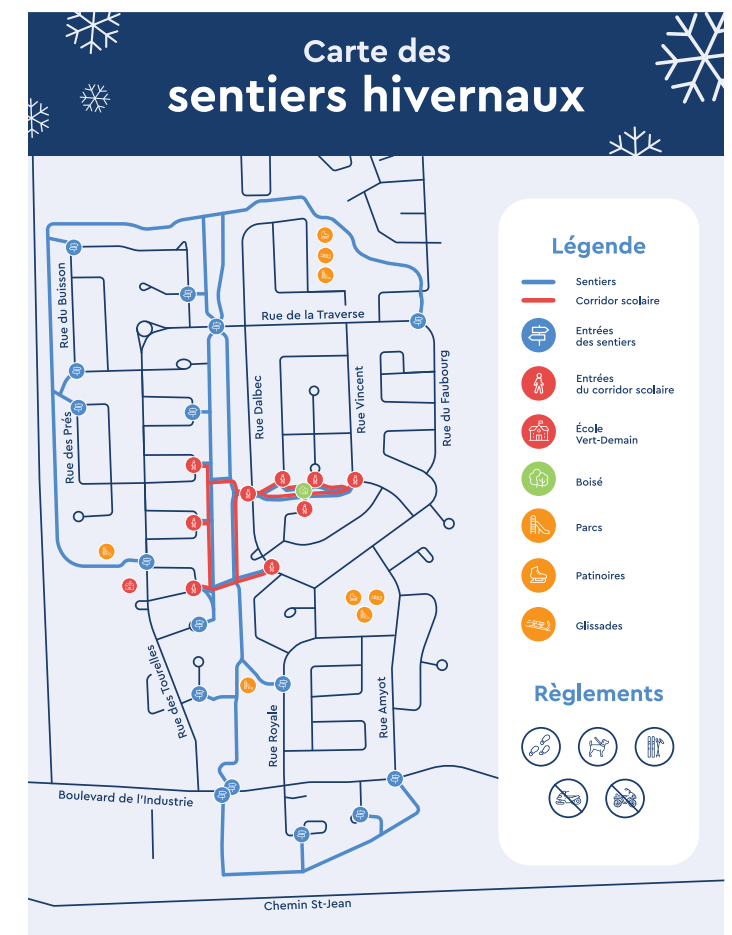 Carte des
sentiers hivernaux
Légende
Sentiers
Corridor scolaire
Entrées
des sentiers
Entrées
du corridor scolaire
École
Vert-Demain
Boisé
Parcs
Patinoires
Glissades
Règlements
Rue du Buisson
Rue de la Traverse
Rue Dalbec
Rue Vincent
Rue du Faubourg
Rue des Prés
Rue des Tourelles
Rue Royale
Rue Amyot
Boulevard de l'Industrie
Chemin St-Jean